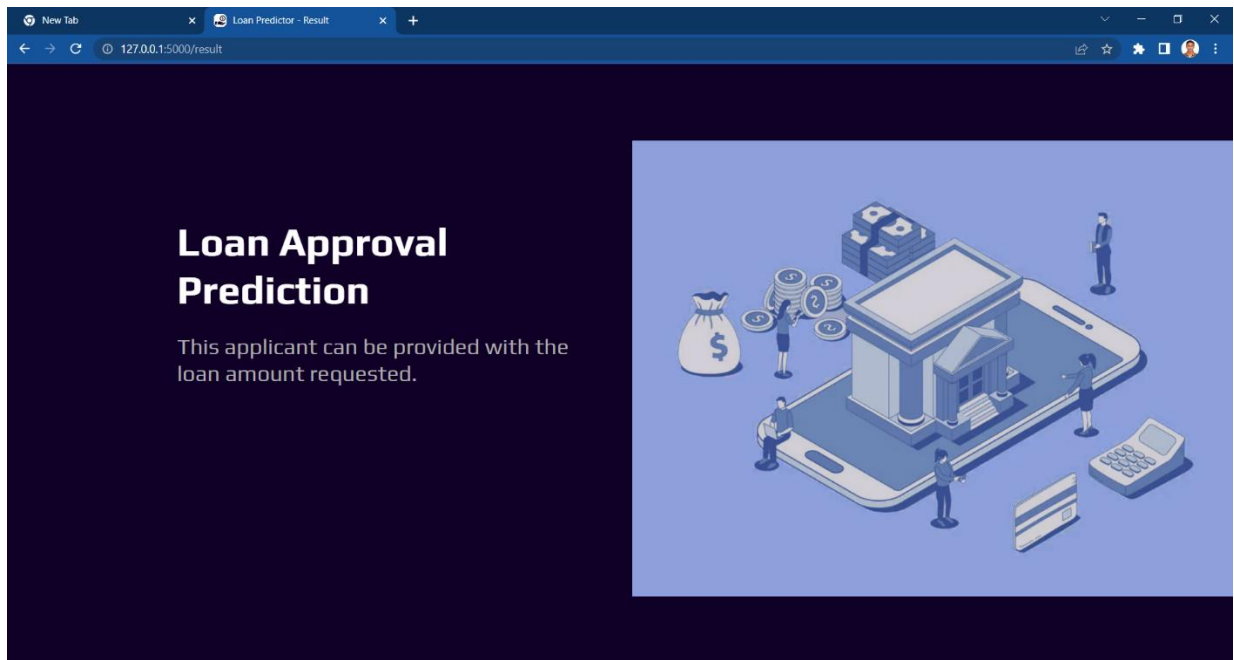 New Tab
Loan Predictor - Result
127.0.0.1:5000/result
Loan Approval
Prediction
This applicant can be provided with the
loan amount requested.
$